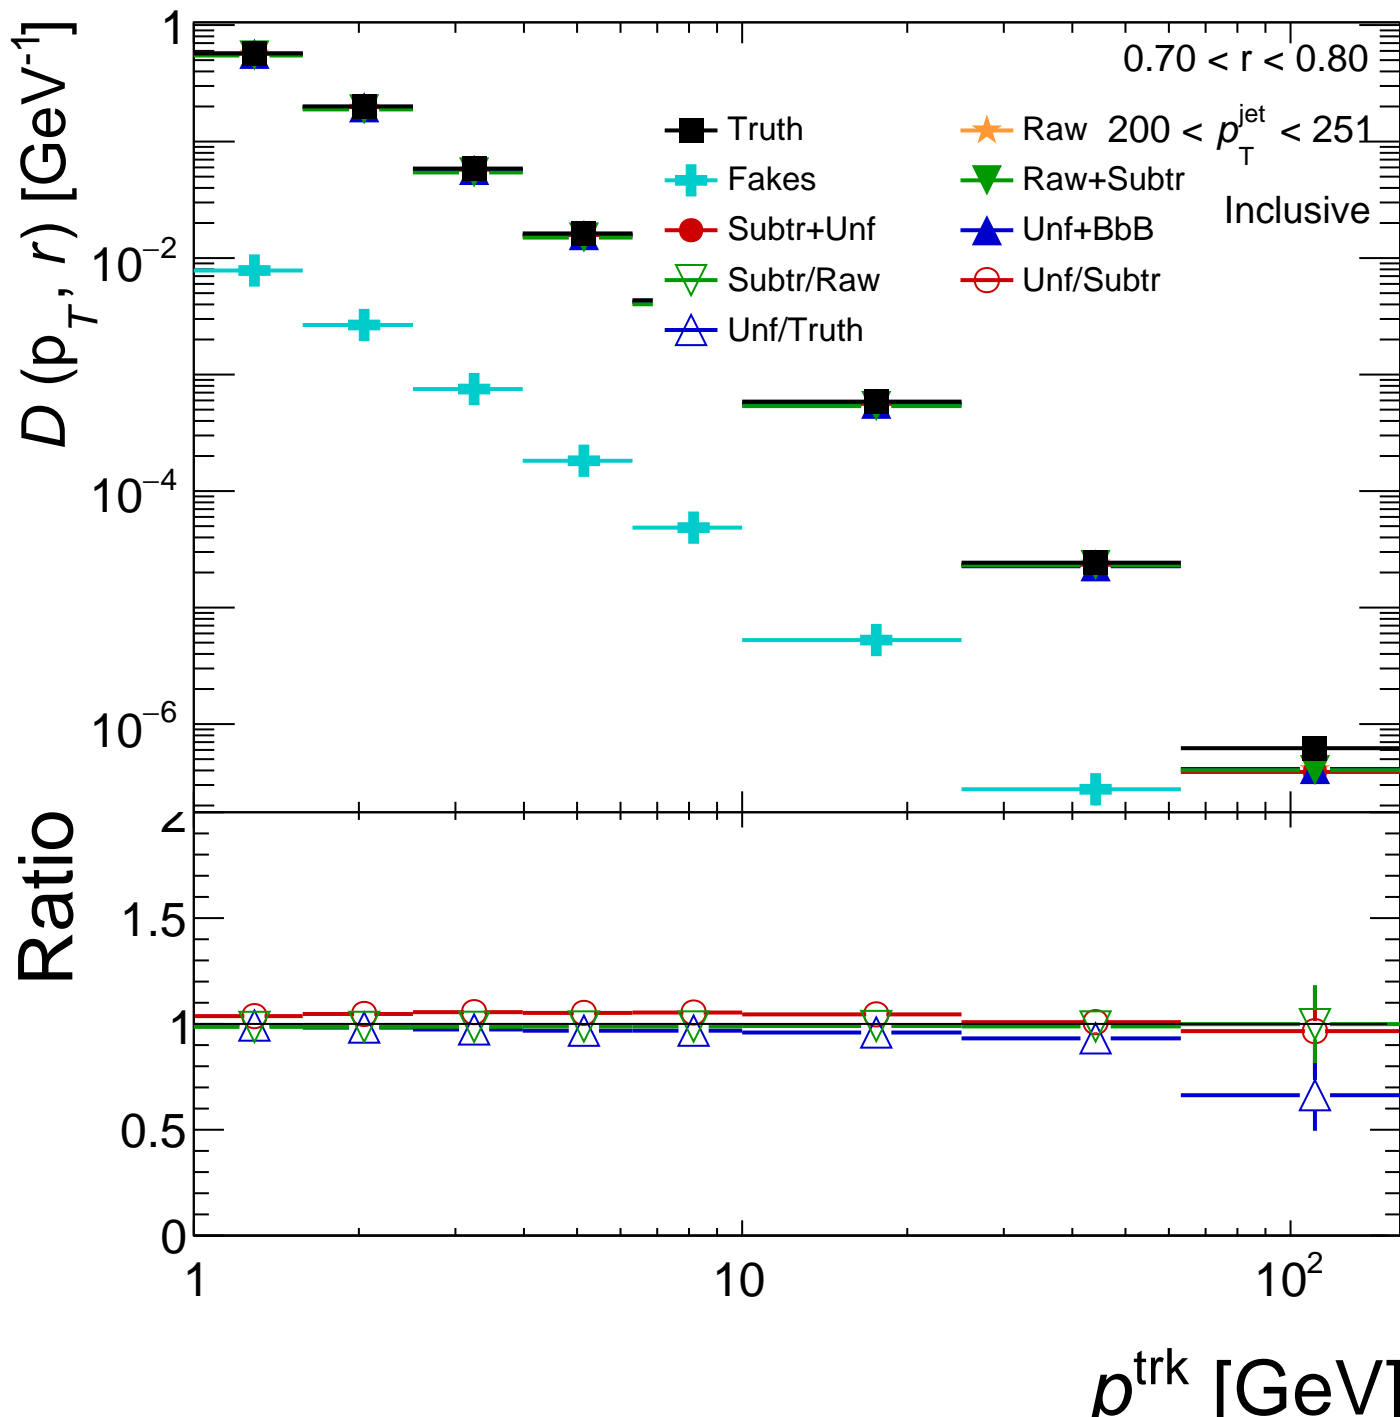 D (p_T, r) [GeV^-1]
1
10^−2
10^−4
10^−6
0.70 < r < 0.80
200 < p_T^jet < 251
Inclusive
Truth
Raw
Fakes
Raw+Subtr
Subtr+Unf
Unf+BbB
Subtr/Raw
Unf/Subtr
Unf/Truth
Ratio
2
1.5
1
0.5
0
1
10
10^2
p^trk [GeV]